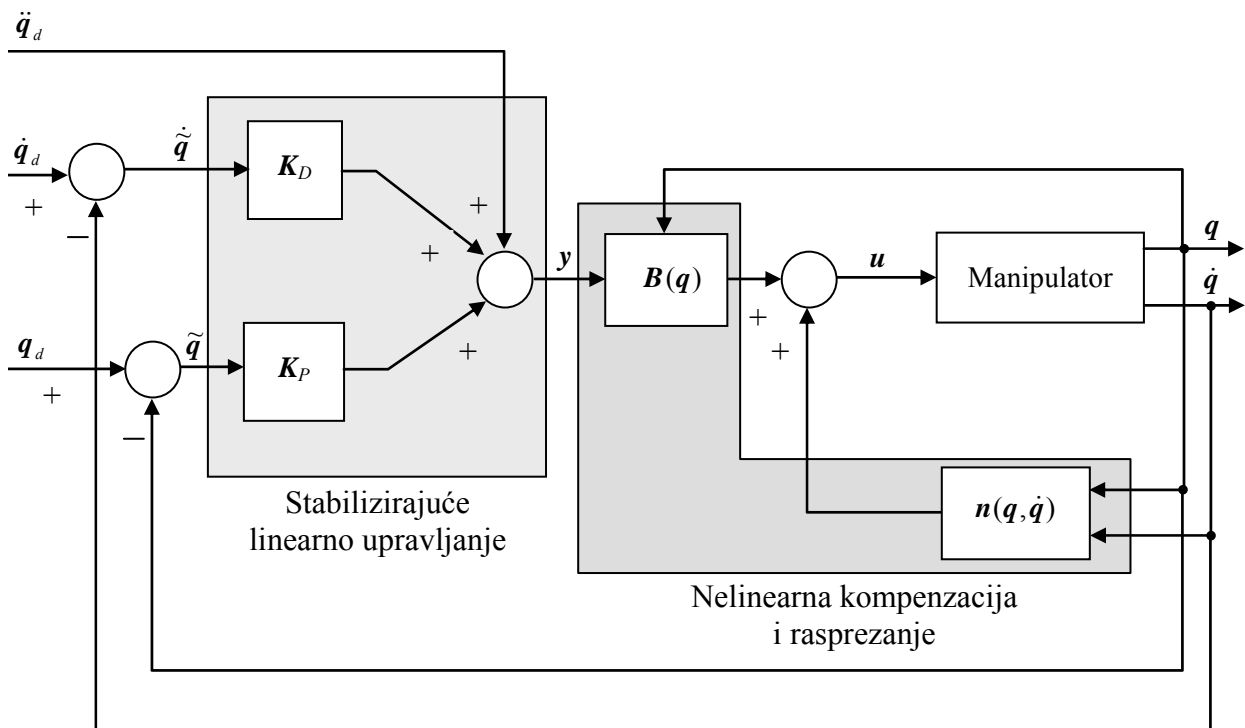 q̈_d
q̇_d
+
−
q̃̇
K_D
+
+
y
B(q)
+
+
u
Manipulator
q
q̇
q_d
+
−
q̃
K_P
+
n(q,q̇)
Stabilizirajuće
linearno upravljanje
Nelinearna kompenzacija
i rasprezanje